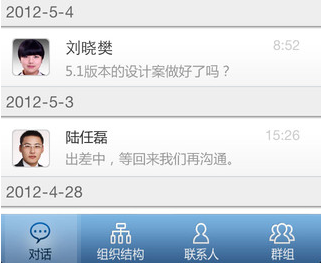 2012-5-4
刘晓樊 8:52
5.1版本的设计案做好了吗？
2012-5-3
陆任磊 15:26
出差中，等回来我们再沟通。
2012-4-28
对话 组织结构 联系人 群组